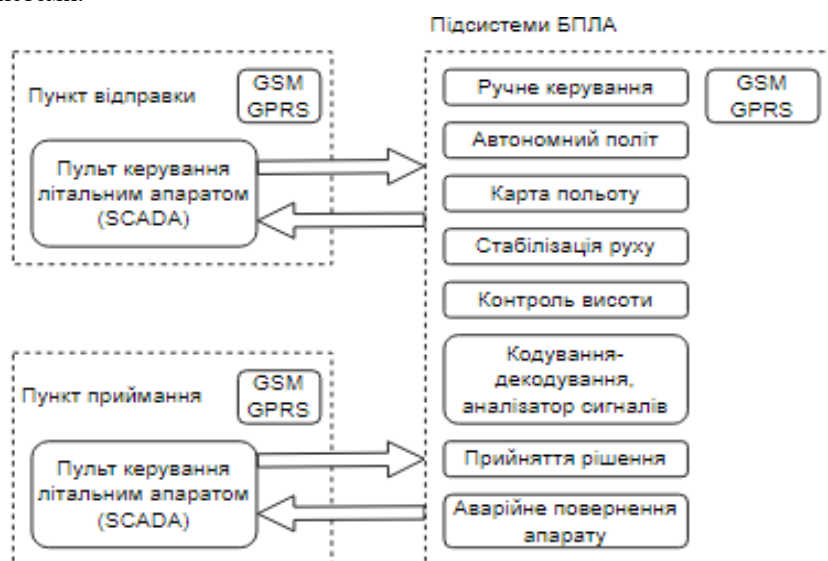 Підсистеми БПЛА
Пункт відправки
GSM
GPRS
Пульт керування
літальним апаратом
(SCADA)
Пункт приймання
GSM
GPRS
Пульт керування
літальним апаратом
(SCADA)
Ручне керування
GSM
GPRS
Автономний політ
Карта польоту
Стабілізація руху
Контроль висоти
Кодування-
декодування,
аналізатор сигналів
Прийняття рішення
Аварійне повернення
апарату